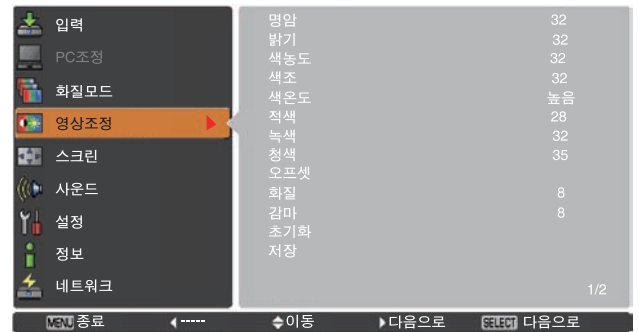 입력
PC조정
화질모드
영상조정
스크린
사운드
설정
정보
네트워크
명암 32
밝기 32
색농도 32
색조 32
색온도 높음
적색 28
녹색 32
청색 35
오프셋
화질 8
감마 8
초기화
저장
1/2
MENU 종료 ----- 이동 다음으로 SELECT 다음으로